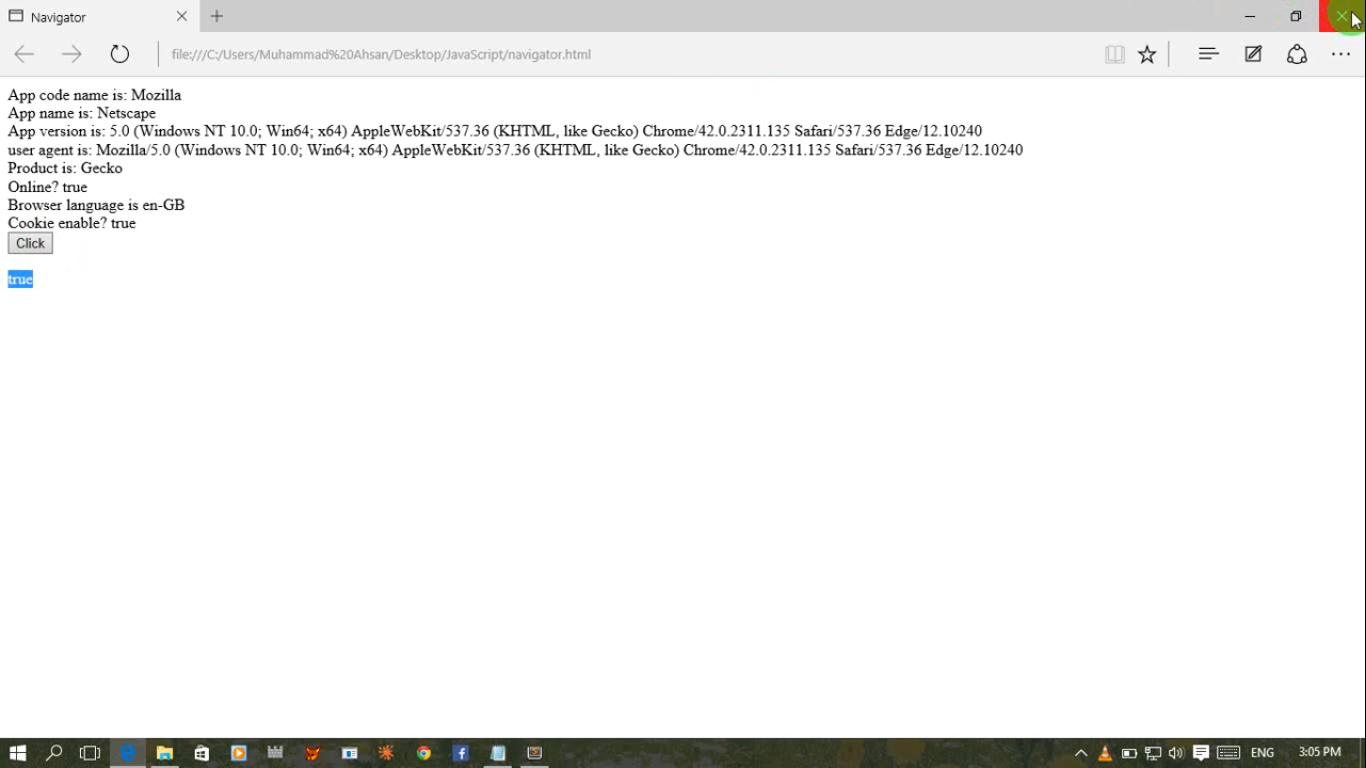 Navigator
file:///C:/Users/Muhammad%20Ahsan/Desktop/JavaScript/navigator.html
App code name is: Mozilla
App name is: Netscape
App version is: 5.0 (Windows NT 10.0; Win64; x64) AppleWebKit/537.36 (KHTML, like Gecko) Chrome/42.0.2311.135 Safari/537.36 Edge/12.10240
user agent is: Mozilla/5.0 (Windows NT 10.0; Win64; x64) AppleWebKit/537.36 (KHTML, like Gecko) Chrome/42.0.2311.135 Safari/537.36 Edge/12.10240
Product is: Gecko
Online? true
Browser language is en-GB
Cookie enable? true
Click
true
ENG 3:05 PM